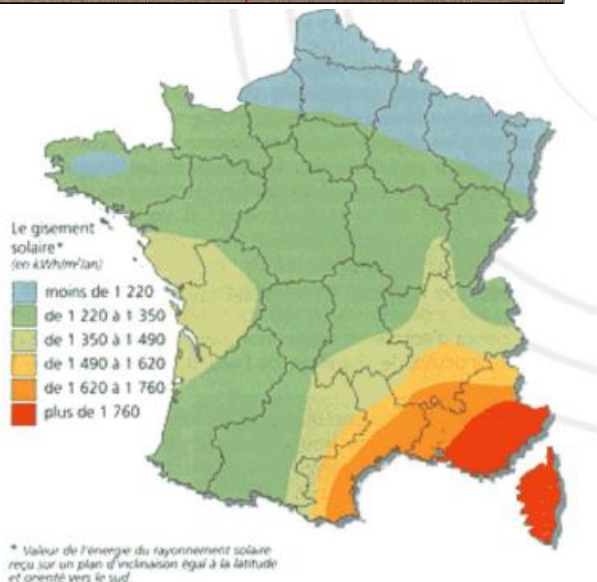 Le gisement
solaire*
(en kWh/m²/an)
moins de 1 220
de 1 220 à 1 350
de 1 350 à 1 490
de 1 490 à 1 620
de 1 620 à 1 760
plus de 1 760
* Valeur de l'énergie du rayonnement solaire
reçu sur un plan d'inclinaison égal à la latitude
et orienté vers le sud